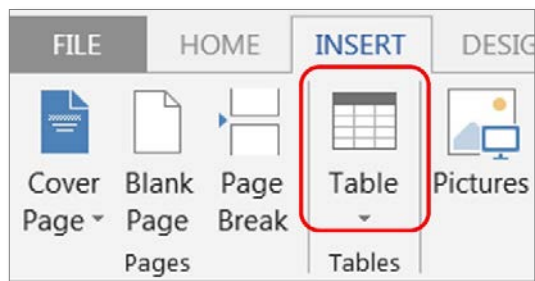 FILE HOME INSERT DESIG
Cover Blank Page Table Pictures
Page Page Break
Pages Tables